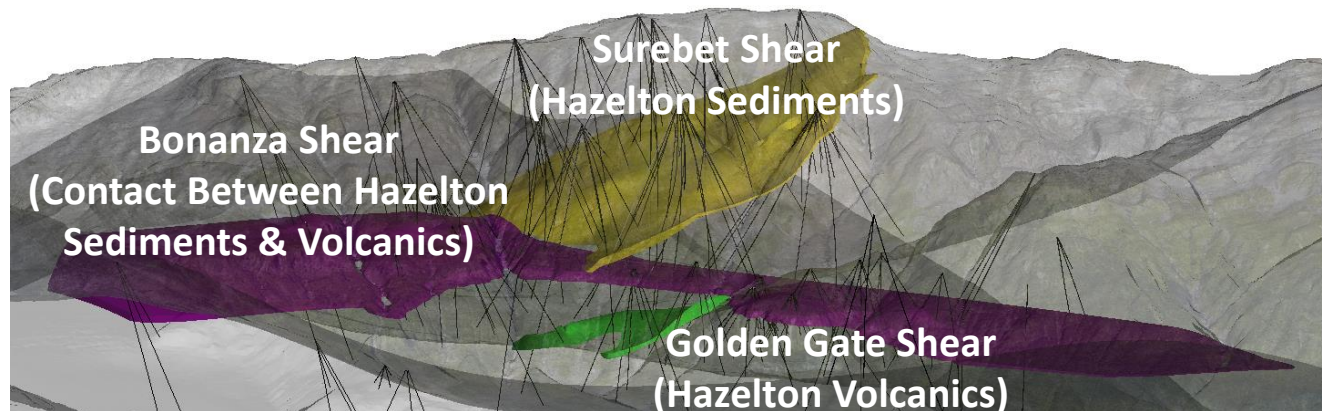 Surebet Shear
(Hazelton Sediments)
Bonanza Shear
(Contact Between Hazelton
Sediments & Volcanics)
Golden Gate Shear
(Hazelton Volcanics)